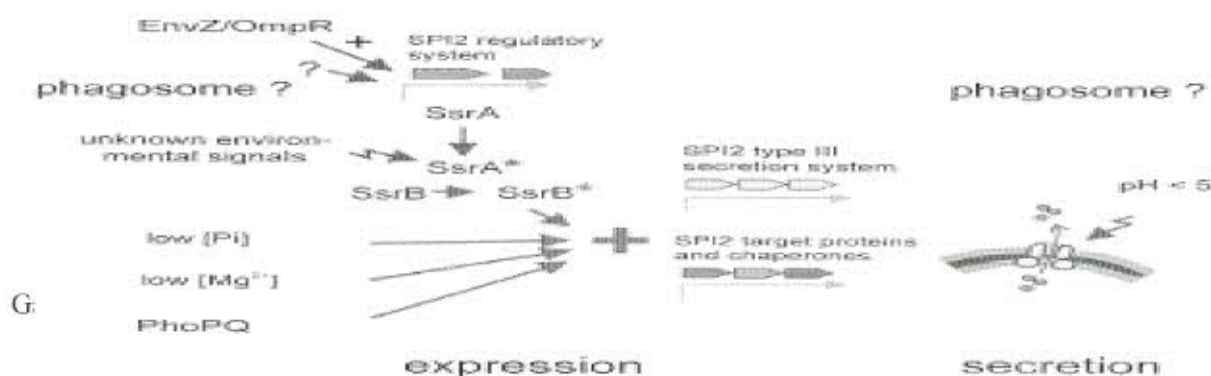 EnvZ/OmpR
+
SPI2 regulatory
system
?
phagosome ?
phagosome ?
SsrA
unknown environ-
mental signals
SsrA*
SPI2 type III
secretion system
SsrB
SsrB*
pH < 5
low [Pi]
+
SPI2 target proteins
and chaperones
low [Mg²⁺]
G:
PhoPQ
expression
secretion